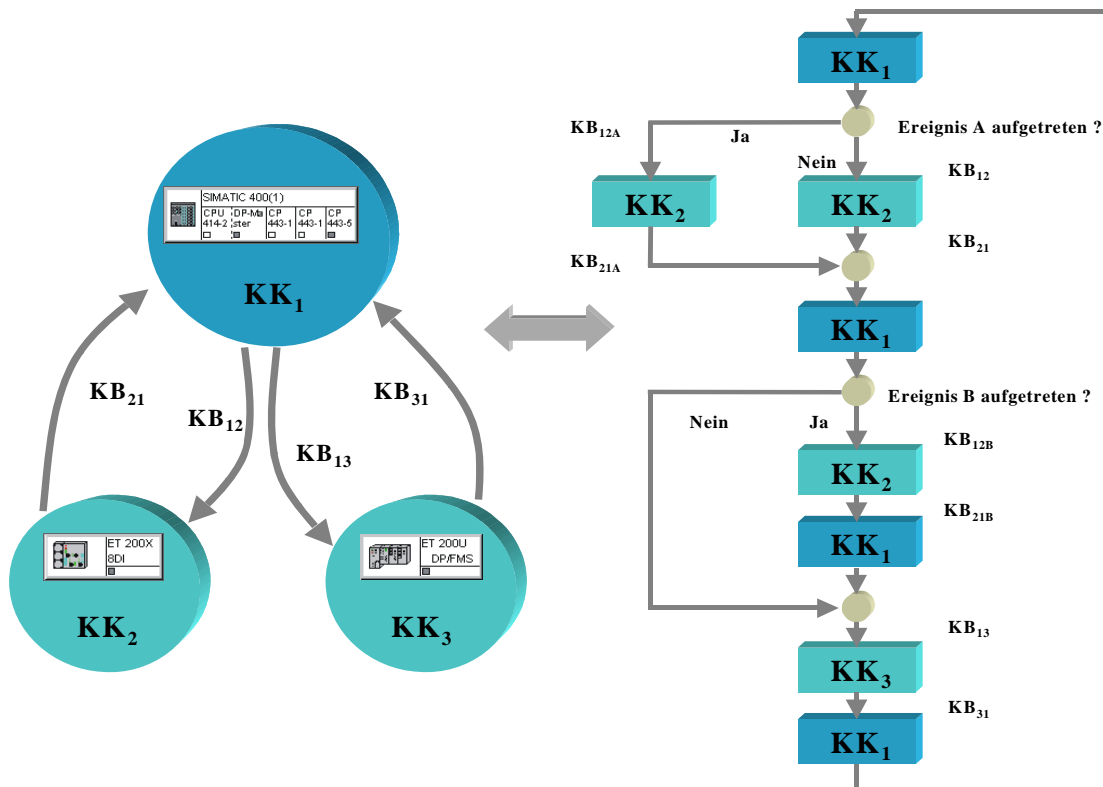 SIMATIC 400(1)
CPU 414-2
DP-Ma ster
CP 443-1
CP 443-1
CP 443-5
KK₁
KB₂₁
KB₁₂
KB₁₃
KB₃₁
ET 200X
8DI
KK₂
ET 200U
DP/FMS
KK₃
KK₁
Ereignis A aufgetreten ?
KB₁₂A
Ja
Nein
KB₁₂
KK₂
KK₂
KB₂₁
KB₂₁A
KK₁
Ereignis B aufgetreten ?
Nein
Ja
KB₁₂B
KK₂
KB₂₁B
KK₁
KB₁₃
KK₃
KB₃₁
KK₁